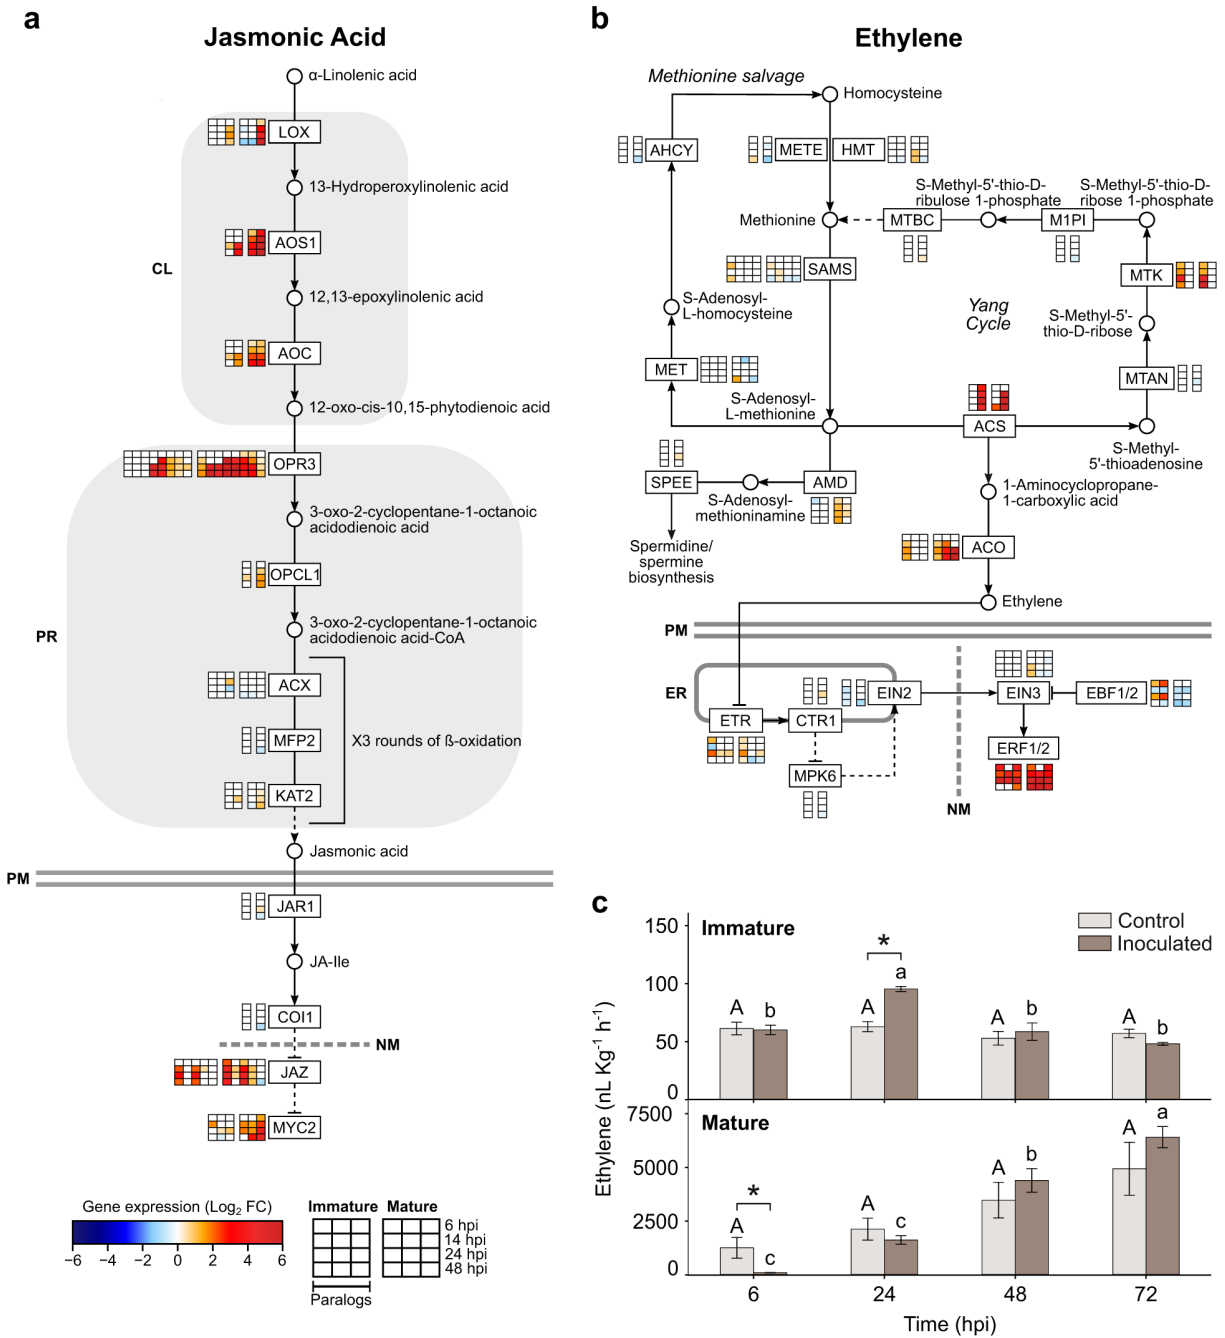 a
Jasmonic Acid
α-Linolenic acid
LOX
13-Hydroperoxylinolenic acid
AOS1
CL
12,13-epoxylinolenic acid
AOC
12-oxo-cis-10,15-phytodienoic acid
OPR3
3-oxo-2-cyclopentane-1-octanoic
acidodienoic acid
OPCL1
3-oxo-2-cyclopentane-1-octanoic
acidodienoic acid-CoA
PR
ACX
MFP2
X3 rounds of ß-oxidation
KAT2
Jasmonic acid
PM
JAR1
JA-Ile
COI1
NM
JAZ
MYC2
Gene expression (Log2 FC)
−6 −4 −2 0 2 4 6
Immature Mature
6 hpi
14 hpi
24 hpi
48 hpi
Paralogs
b
Ethylene
Methionine salvage
Homocysteine
AHCY
METE
HMT
S-Methyl-5'-thio-D-
ribulose 1-phosphate
S-Methyl-5'-thio-D-
ribose 1-phosphate
Methionine
MTBC
M1PI
SAMS
MTK
S-Adenosyl-
L-homocysteine
Yang
Cycle
S-Methyl-5'-
thio-D-ribose
MET
MTAN
S-Adenosyl-
L-methionine
ACS
S-Methyl-
5'-thioadenosine
SPEE
S-Adenosyl-
methioninamine
AMD
1-Aminocyclopropane-
1-carboxylic acid
Spermidine/
spermine
biosynthesis
ACO
Ethylene
PM
ER
EIN2
EIN3
EBF1/2
ETR
CTR1
ERF1/2
MPK6
NM
c
Immature
Control
Inoculated
150
100
50
0
A b
A a
*
A b
A b
Ethylene (nL Kg-1 h-1)
Mature
7500
5000
2500
0
A c
*
A c
A b
A a
6 24 48 72
Time (hpi)